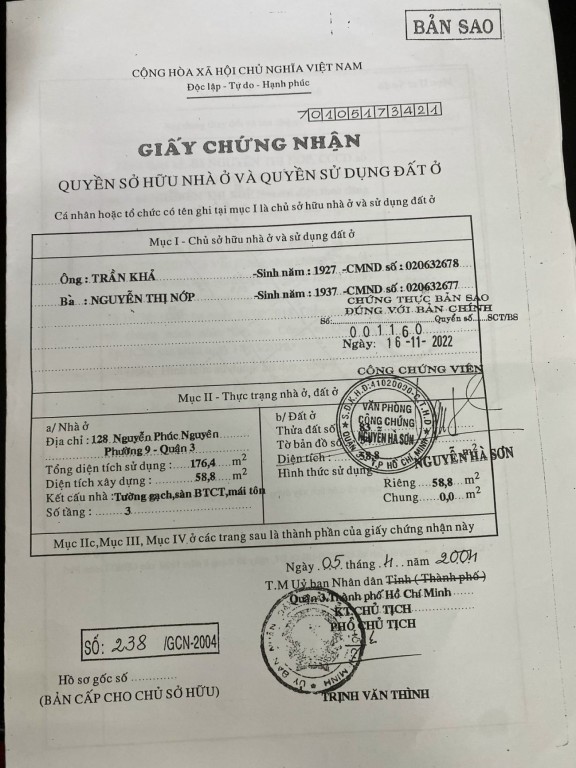 BẢN SAO
CỘNG HÒA XÃ HỘI CHỦ NGHĨA VIỆT NAM
Độc lập - Tự do - Hạnh phúc
70105173421
GIẤY CHỨNG NHẬN
QUYỀN SỞ HỮU NHÀ Ở VÀ QUYỀN SỬ DỤNG ĐẤT Ở
Cá nhân hoặc tổ chức có tên ghi tại mục I là chủ sở hữu nhà ở và sử dụng đất ở
Mục I - Chủ sở hữu nhà ở và sử dụng đất ở
Ông : TRẦN KHẢ -Sinh năm : 1927 -CMND số : 020632678
Bà : NGUYỄN THỊ NỚP -Sinh năm : 1937 -CMND số : 020632677
CHỨNG THỰC BẢN SAO
ĐÚNG VỚI BẢN CHÍNH
Số:.............Quyển số......SCT/BS
001160
Ngày: 16-11-2022
CÔNG CHỨNG VIÊN
Mục II - Thực trạng nhà ở, đất ở
a/ Nhà ở
Địa chỉ : 128 Nguyễn Phúc Nguyên
Phường 9 - Quận 3
Tổng diện tích sử dụng : 176,4 m2
Diện tích xây dựng : 58,8 m2
Kết cấu nhà : Tường gạch,sàn BTCT,mái tôn
Số tầng : 3
b/ Đất ở
Thửa đất số
Tờ bản đồ số
Diện tích : 58,8 m2
Hình thức sử dụng
Riêng : 58,8 m2
Chung : 0,0 m2
VĂN PHÒNG
CÔNG CHỨNG
NGUYỄN HÀ SƠN
T.P HỒ CHÍ MINH
NGUYỄN HÀ SƠN
Mục IIc,Mục III, Mục IV ở các trang sau là thành phần của giấy chứng nhận này
Ngày .05. tháng .4. năm 2004
T.M Uỷ ban Nhân dân Tỉnh ( Thành phố )
Quận 3,Thành phố Hồ Chí Minh
KT.CHỦ TỊCH
PHÓ CHỦ TỊCH
TRỊNH VĂN THÌNH
SỐ: 238 /GCN-2004
Hồ sơ gốc số .............
(BẢN CẤP CHO CHỦ SỞ HỮU)